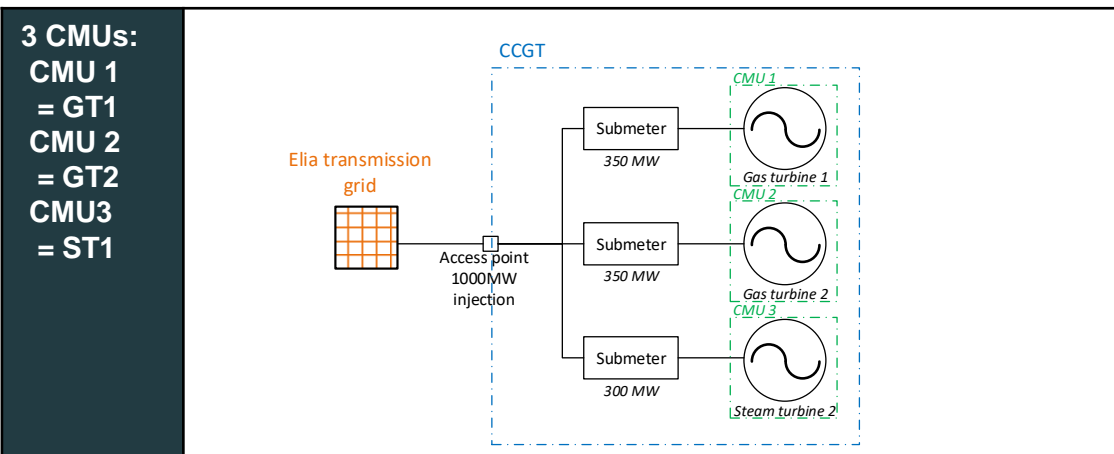 3 CMUs:
CMU 1
= GT1
CMU 2
= GT2
CMU3
= ST1
CCGT
Elia transmission
grid
Access point
1000MW
injection
Submeter
350 MW
CMU 1
Gas turbine 1
Submeter
350 MW
CMU 2
Gas turbine 2
Submeter
300 MW
CMU 3
Steam turbine 2